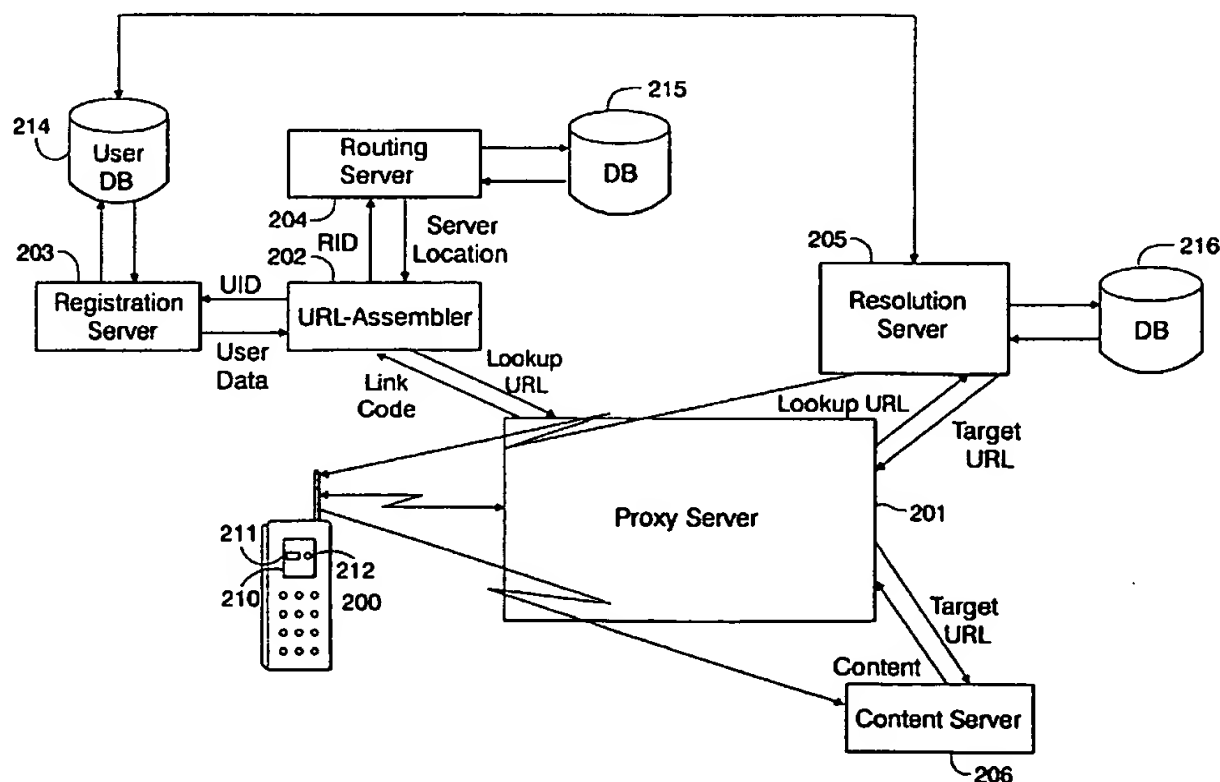 215
214
User
DB
Routing
Server
DB
204
203
RID
202
Server
Location
205
216
UID
Registration
Server
URL-Assembler
Resolution
Server
DB
User
Data
Link
Code
Lookup
URL
Lookup URL
Target
URL
Proxy Server
201
211
212
210
200
Target
URL
Content
Content Server
206